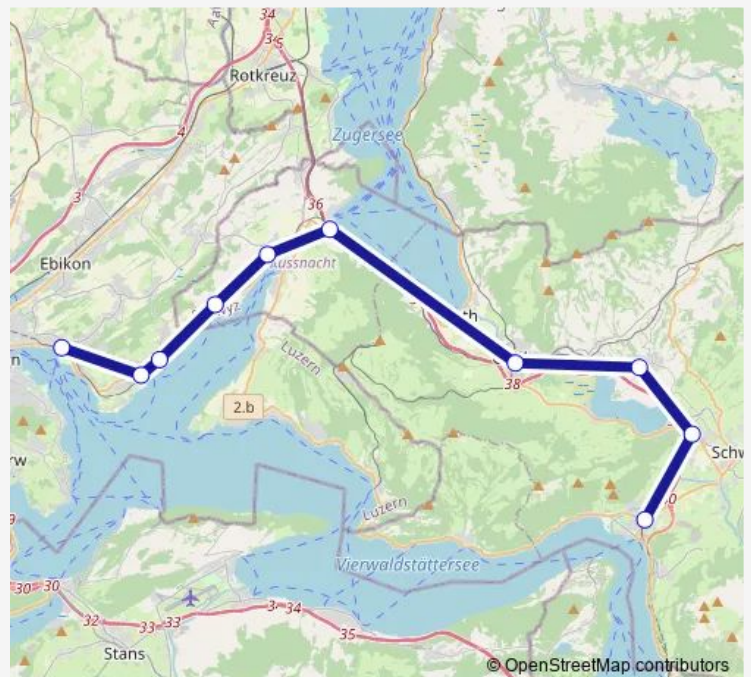 34
Rotkreuz
4
Zugersee
3
36
Ebikon
Küssnacht
Luzern
38
2.b
Schw
rw
Luzern
Vierwaldstättersee
30 30
34
32
33 33
35
Stans
© OpenStreetMap contributors